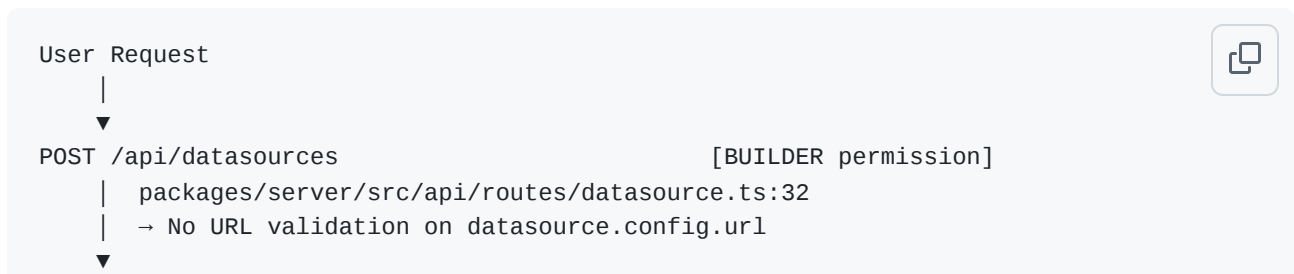 User Request
│
▼
POST /api/datasources                          [BUILDER permission]
│  packages/server/src/api/routes/datasource.ts:32
│  → No URL validation on datasource.config.url
▼